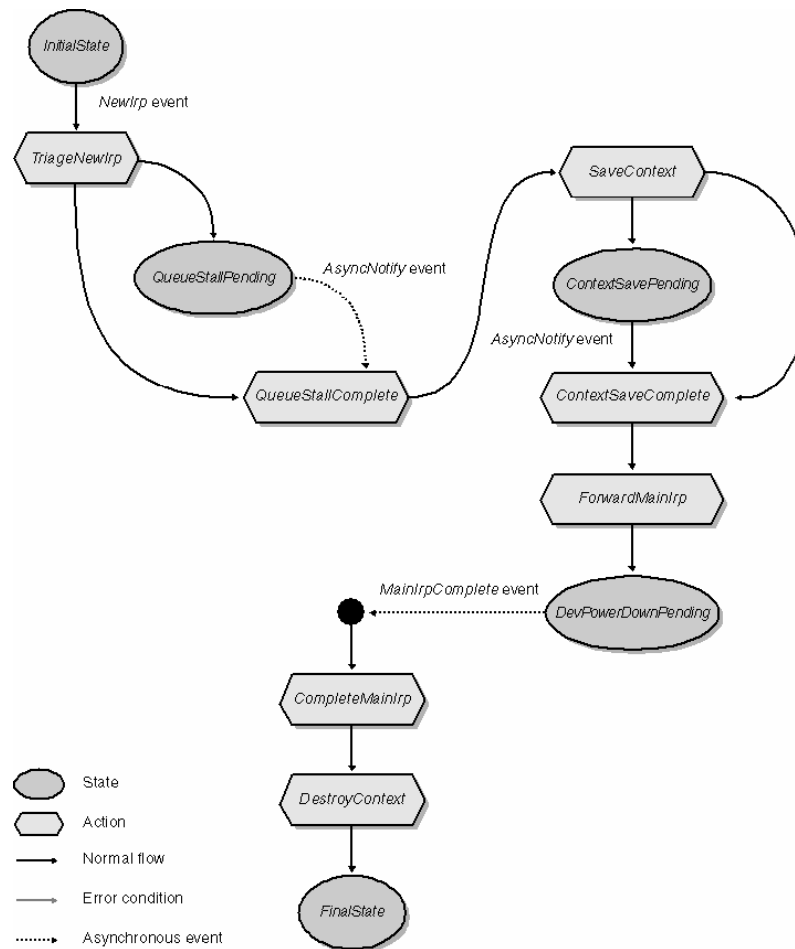 InitialState
NewIrp event
TriageNewIrp
SaveContext
QueueStallPending
AsyncNotify event
ContextSavePending
AsyncNotify event
QueueStallComplete
ContextSaveComplete
ForwardMainIrp
MainIrpComplete event
DevPowerDownPending
CompleteMainIrp
DestroyContext
FinalState
State
Action
Normal flow
Error condition
Asynchronous event